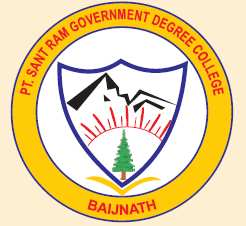 PT. SANT RAM GOVERNMENT DEGREE COLLEGE
BAIJNATH